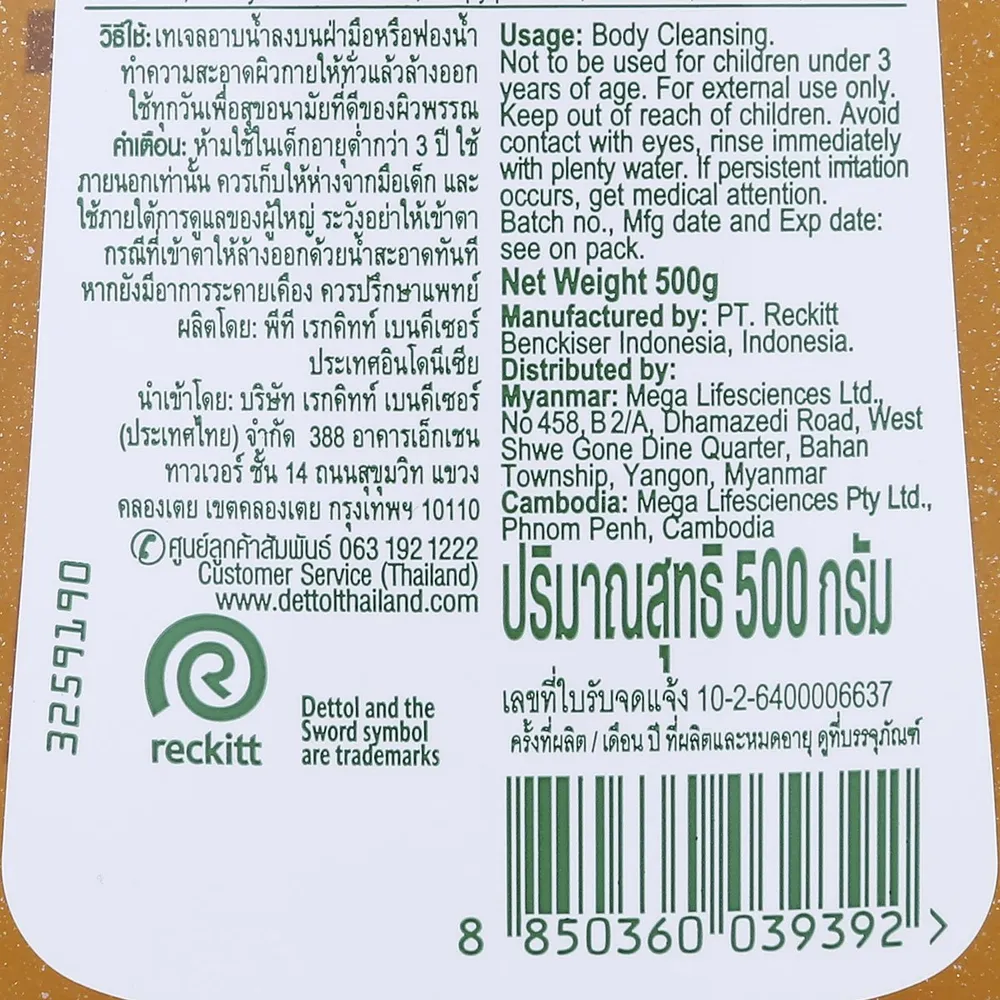 วิธีใช้: เทเจลอาบน้ำลงบนฝ่ามือหรือฟองน้ำ
ทำความสะอาดผิวกายให้ทั่วแล้วล้างออก
ใช้ทุกวันเพื่อสุขอนามัยที่ดีของผิวพรรณ
คำเตือน: ห้ามใช้ในเด็กอายุต่ำกว่า 3 ปี ใช้
ภายนอกเท่านั้น ควรเก็บให้ห่างจากมือเด็ก และ
ใช้ภายใต้การดูแลของผู้ใหญ่ ระวังอย่าให้เข้าตา
กรณีที่เข้าตาให้ล้างออกด้วยน้ำสะอาดทันที
หากยังมีอาการระคายเคือง ควรปรึกษาแพทย์
ผลิตโดย: พีที เรกคิทท์ เบนคีเซอร์
ประเทศอินโดนีเซีย
นำเข้าโดย: บริษัท เรกคิทท์ เบนคีเซอร์
(ประเทศไทย) จำกัด 388 อาคารเอ็กเชน
ทาวเวอร์ ชั้น 14 ถนนสุขุมวิท แขวง
คลองเตย เขตคลองเตย กรุงเทพฯ 10110
ศูนย์ลูกค้าสัมพันธ์ 063 192 1222
Customer Service (Thailand)
www.dettolthailand.com
3259190
reckitt
Dettol and the
Sword symbol
are trademarks
Usage: Body Cleansing.
Not to be used for children under 3
years of age. For external use only.
Keep out of reach of children. Avoid
contact with eyes, rinse immediately
with plenty water. If persistent irritation
occurs, get medical attention.
Batch no., Mfg date and Exp date:
see on pack.
Net Weight 500g
Manufactured by: PT. Reckitt
Benckiser Indonesia, Indonesia.
Distributed by:
Myanmar: Mega Lifesciences Ltd.,
No 458, B 2/A, Dhamazedi Road, West
Shwe Gone Dine Quarter, Bahan
Township, Yangon, Myanmar
Cambodia: Mega Lifesciences Pty Ltd.,
Phnom Penh, Cambodia
ปริมาณสุทธิ 500 กรัม
เลขที่ใบรับจดแจ้ง 10-2-6400006637
ครั้งที่ผลิต / เดือน ปี ที่ผลิตและหมดอายุ ดูที่บรรจุภัณฑ์
8 850360 039392 >